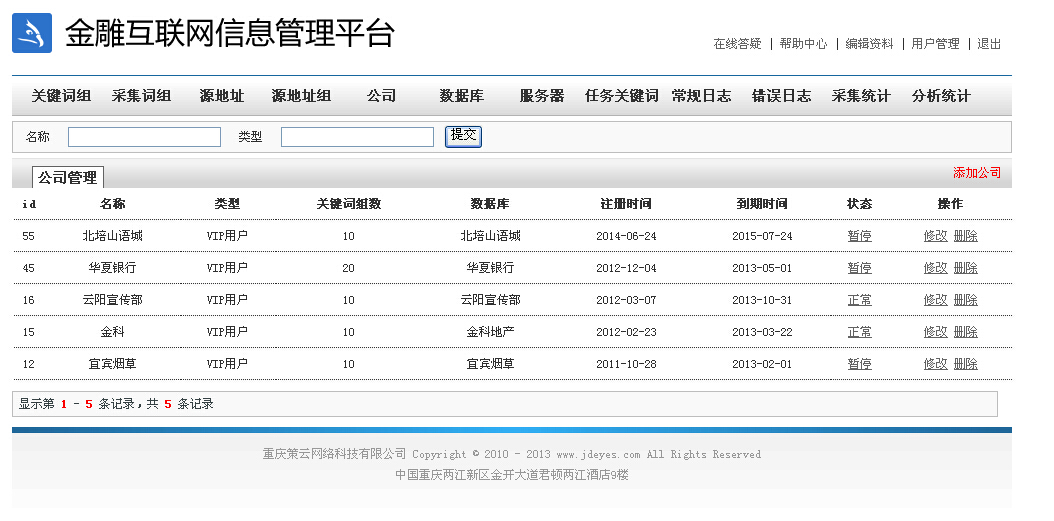 金雕互联网信息管理平台
在线答疑 | 帮助中心 | 编辑资料 | 用户管理 | 退出
关键词组 采集词组 源地址 源地址组 公司 数据库 服务器 任务关键词 常规日志 错误日志 采集统计 分析统计
名称 类型 提交
公司管理 添加公司
id 名称 类型 关键词组数 数据库 注册时间 到期时间 状态 操作
55 北培山语城 VIP用户 10 北培山语城 2014-06-24 2015-07-24 暂停 修改 删除
45 华夏银行 VIP用户 20 华夏银行 2012-12-04 2013-05-01 暂停 修改 删除
16 云阳宣传部 VIP用户 10 云阳宣传部 2012-03-07 2013-10-31 正常 修改 删除
15 金科 VIP用户 10 金科地产 2012-02-23 2013-03-22 正常 修改 删除
12 宜宾烟草 VIP用户 10 宜宾烟草 2011-10-28 2013-02-01 暂停 修改 删除
显示第 1 - 5 条记录，共 5 条记录
重庆策云网络科技有限公司 Copyright © 2010 - 2013 www.jdeyes.com All Rights Reserved
中国重庆两江新区金开大道君顿两江酒店9楼